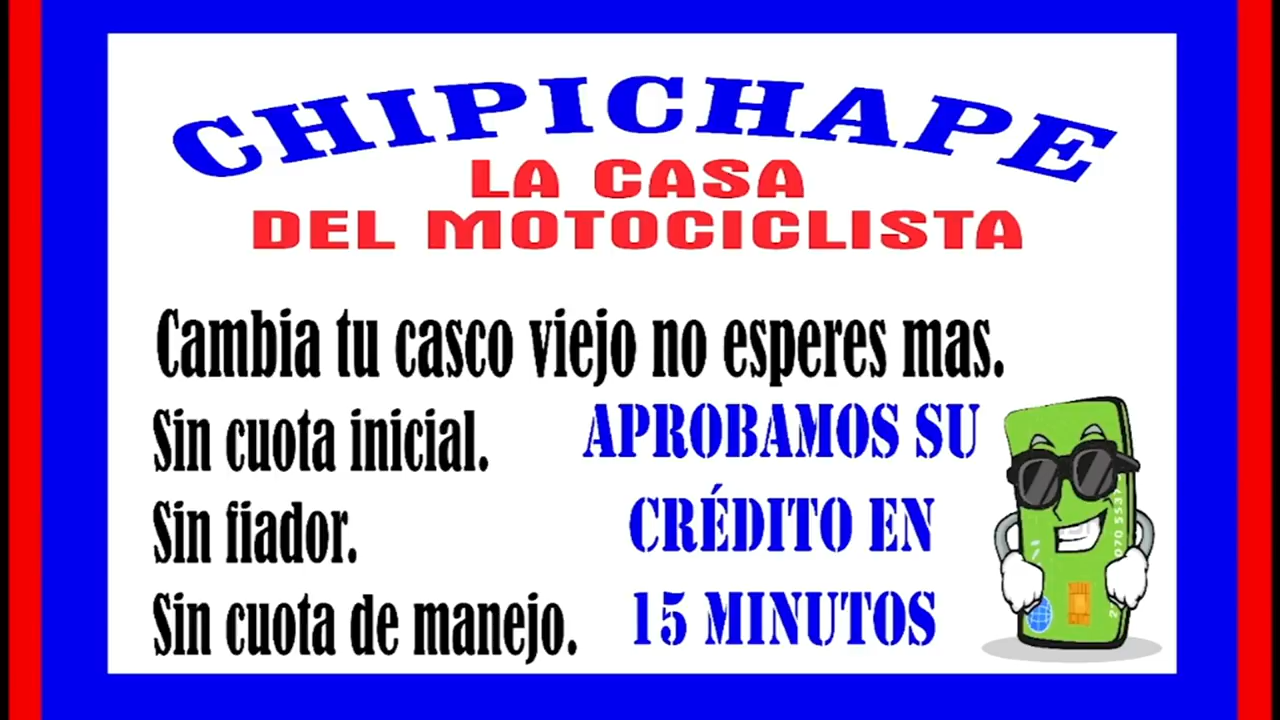 CHIPICHAPE
LA CASA
DEL MOTOCICLISTA
Cambia tu casco viejo no esperes mas.
Sin cuota inicial.
Sin fiador.
Sin cuota de manejo.
APROBAMOS SU
CRÉDITO EN
15 MINUTOS